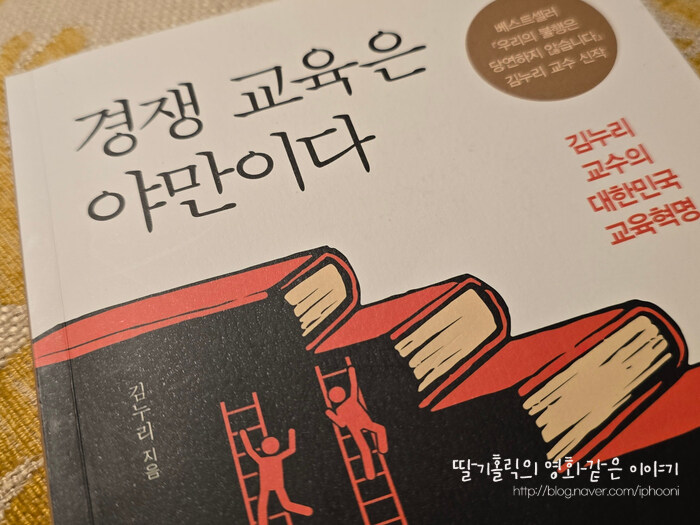 경쟁 교육은
야만이다
베스트셀러
『우리의 불행은
당연하지 않습니다』
김누리 교수 신작
김누리
교수의
대한민국
교육혁명
김누리 지음
딸기홀릭의 영화같은 이야기
http://blog.naver.com/iphooni